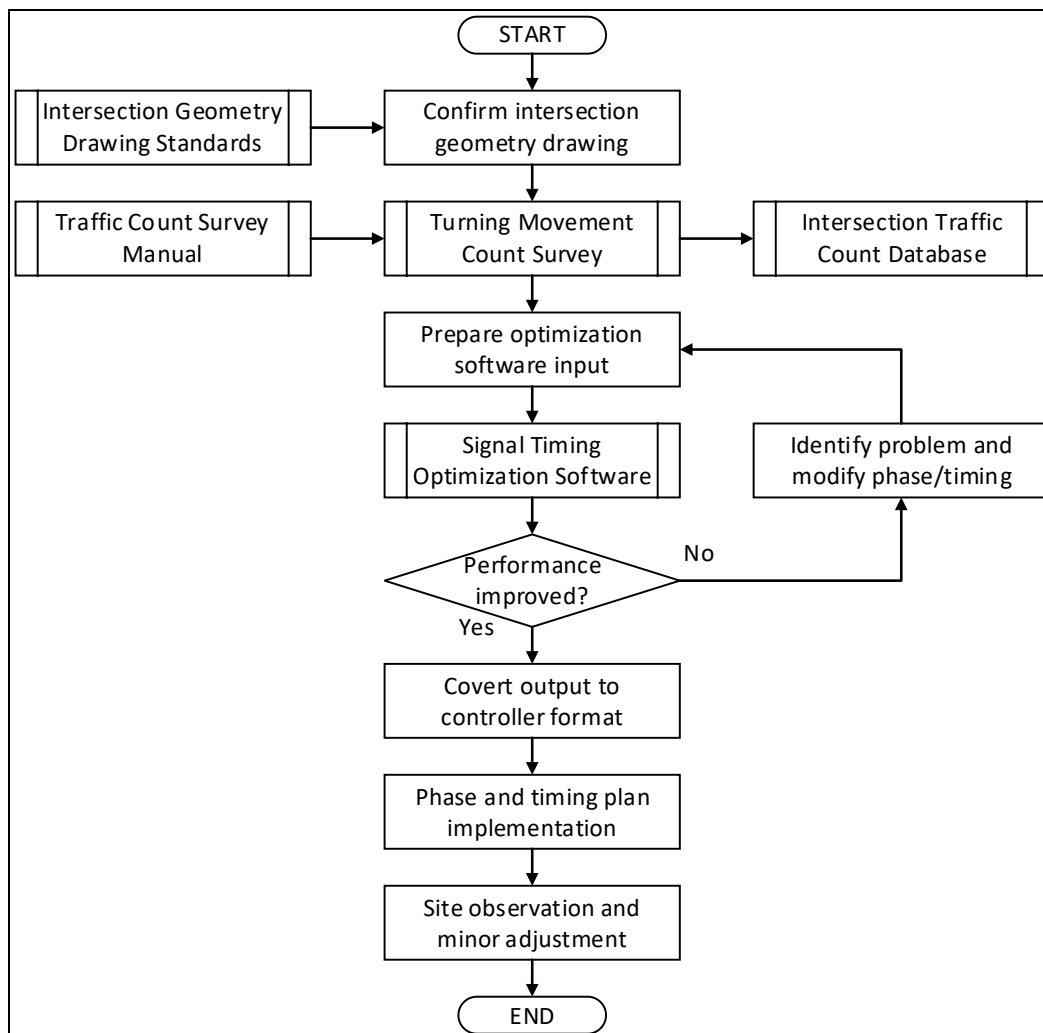 START
Intersection Geometry
Drawing Standards
Confirm intersection
geometry drawing
Traffic Count Survey
Manual
Turning Movement
Count Survey
Intersection Traffic
Count Database
Prepare optimization
software input
Signal Timing
Optimization Software
Identify problem and
modify phase/timing
Performance
improved?
No
Yes
Covert output to
controller format
Phase and timing plan
implementation
Site observation and
minor adjustment
END